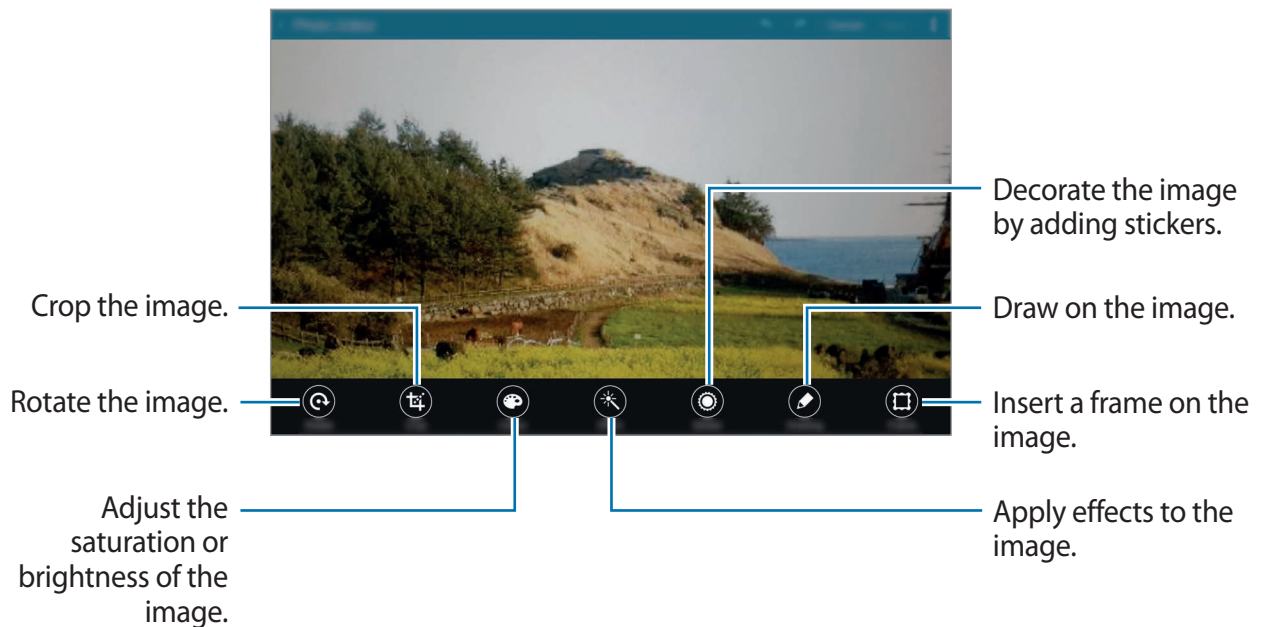 Decorate the image
by adding stickers.
Crop the image.
Draw on the image.
Rotate the image.
Insert a frame on the
image.
Adjust the
saturation or
brightness of the
image.
Apply effects to the
image.